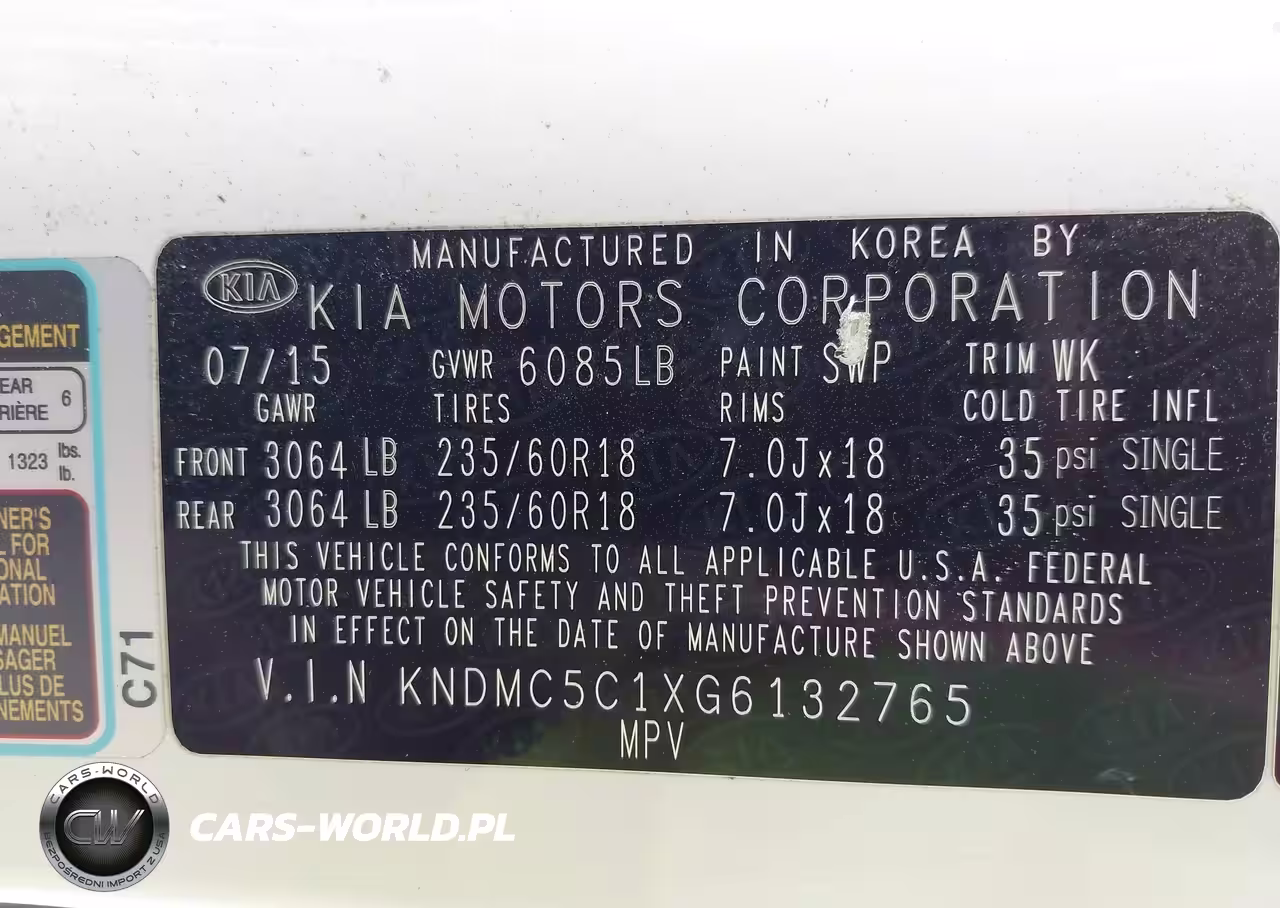 GEMENT
EAR
RIÈRE 6
1323 lbs.
lb.
NER'S
L FOR
ONAL
ATION
MANUEL
SAGER
LUS DE
NEMENTS
C71
MANUFACTURED IN KOREA BY
KIA KIA MOTORS CORPORATION
07/15 GVWR 6085LB PAINT SWP TRIM WK
GAWR TIRES RIMS COLD TIRE INFL
FRONT 3064 LB 235/60R18 7.0Jx18 35 psi SINGLE
REAR 3064 LB 235/60R18 7.0Jx18 35 psi SINGLE
THIS VEHICLE CONFORMS TO ALL APPLICABLE U.S.A. FEDERAL
MOTOR VEHICLE SAFETY AND THEFT PREVENTION STANDARDS
IN EFFECT ON THE DATE OF MANUFACTURE SHOWN ABOVE
V.I.N KNDMC5C1XG6132765
MPV
CARS-WORLD
CW
BEZPOŚREDNI IMPORT Z USA
CARS-WORLD.PL